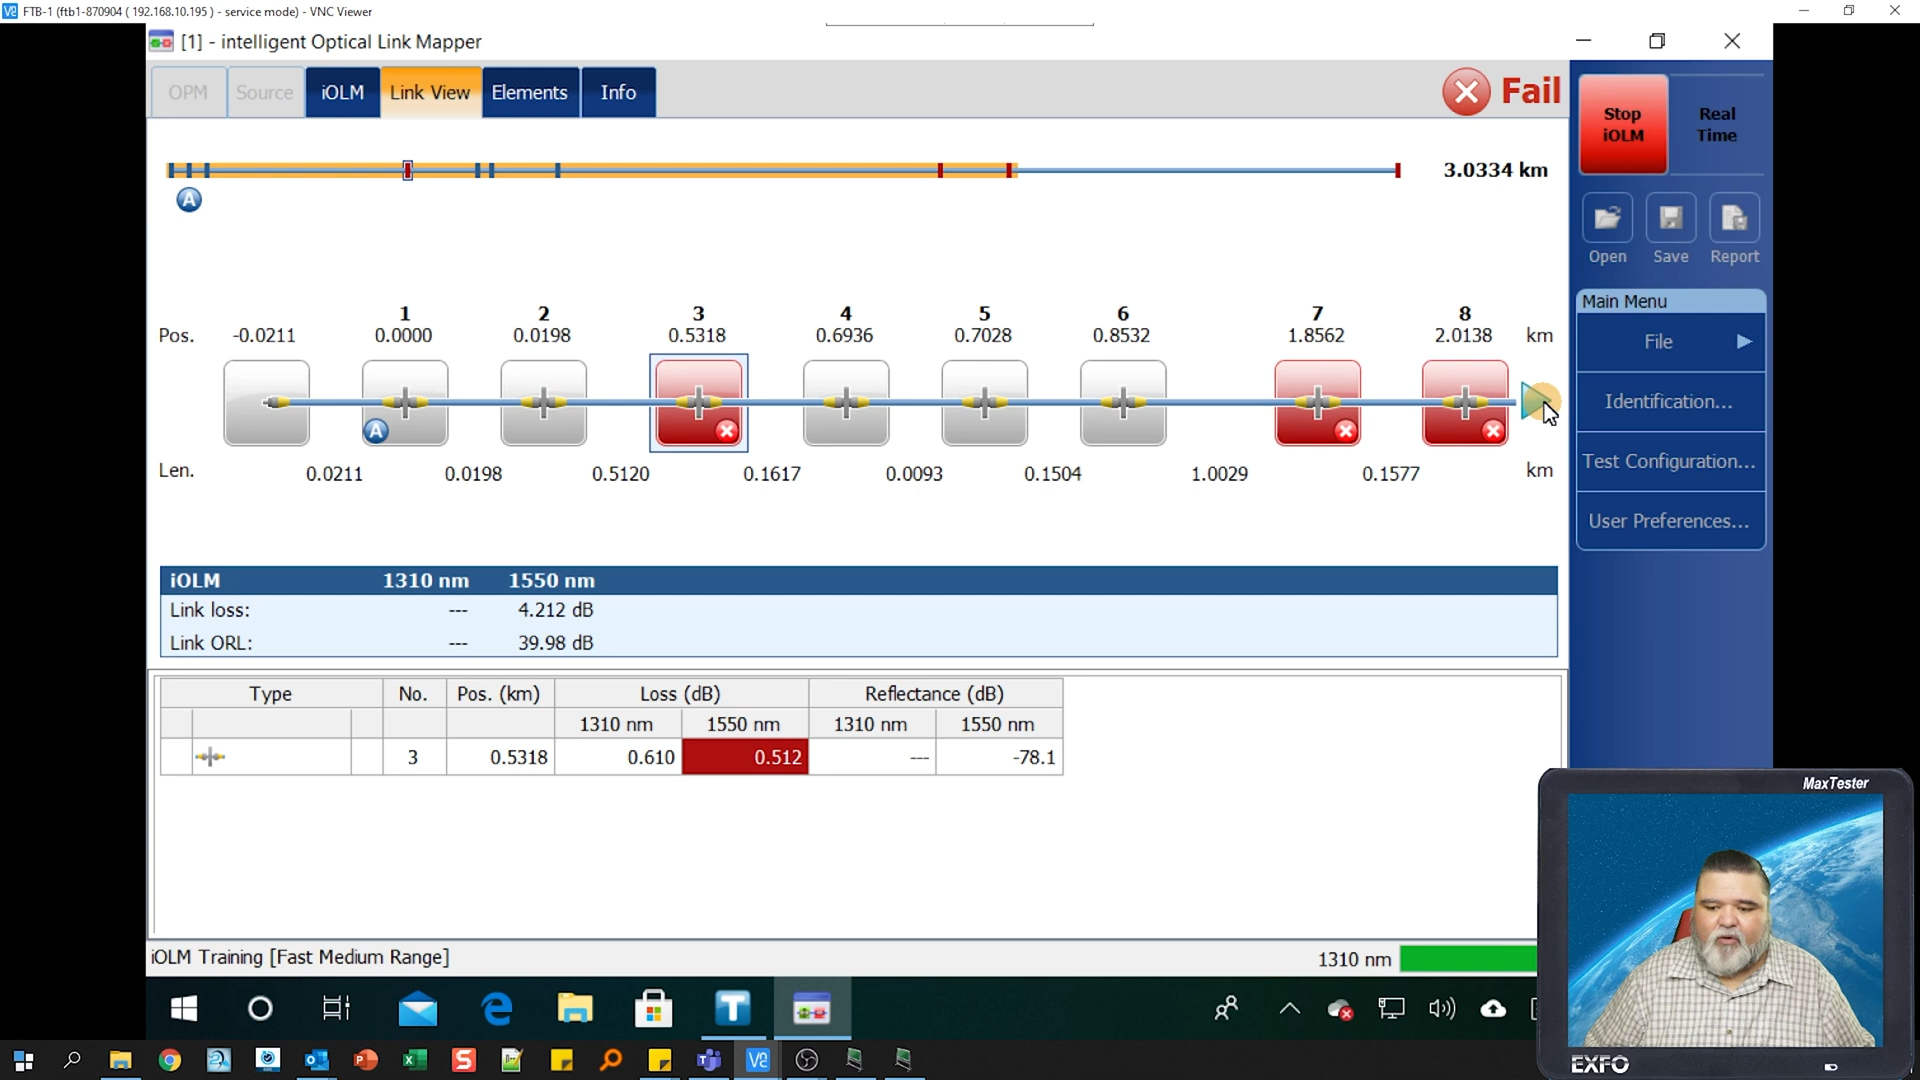 FTB-1 (ftb1-870904 ( 192.168.10.195 ) - service mode) - VNC Viewer
[1] - intelligent Optical Link Mapper
OPM Source iOLM Link View Elements Info Fail
Stop iOLM
Real Time
3.0334 km
A
Open Save Report
Main Menu
File
Identification...
Test Configuration...
User Preferences...
1 2 3 4 5 6 7 8
Pos. -0.0211 0.0000 0.0198 0.5318 0.6936 0.7028 0.8532 1.8562 2.0138 km
A
Len. 0.0211 0.0198 0.5120 0.1617 0.0093 0.1504 1.0029 0.1577 km
iOLM 1310 nm 1550 nm
Link loss: --- 4.212 dB
Link ORL: --- 39.98 dB
Type No. Pos. (km) Loss (dB) Reflectance (dB)
1310 nm 1550 nm 1310 nm 1550 nm
3 0.5318 0.610 0.512 --- -78.1
iOLM Training [Fast Medium Range] 1310 nm
MaxTester
EXFO